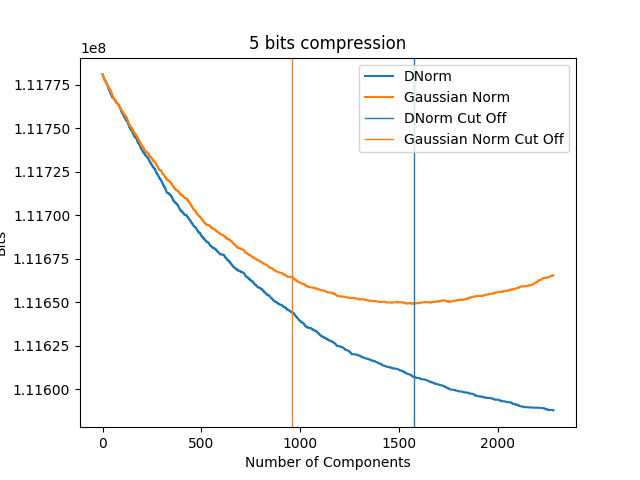 5 bits compression
1e8
1.11775
1.11750
1.11725
1.11700
1.11675
1.11650
1.11625
1.11600
Bits
DNorm
Gaussian Norm
DNorm Cut Off
Gaussian Norm Cut Off
0 500 1000 1500 2000
Number of Components